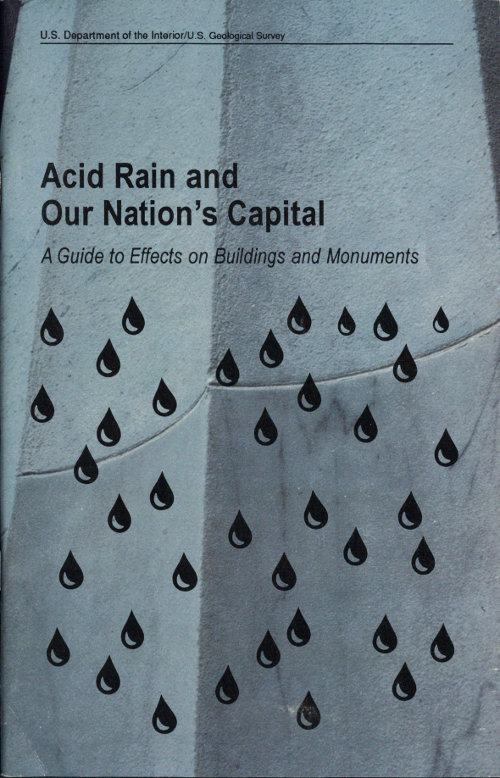 U.S. Department of the Interior/U.S. Geological Survey
Acid Rain and
Our Nation's Capital
A Guide to Effects on Buildings and Monuments